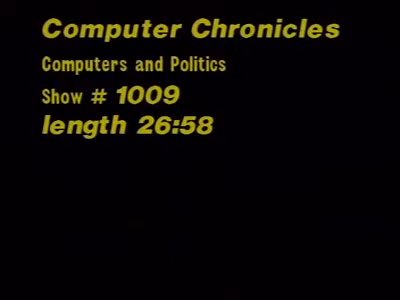 Computer Chronicles
Computers and Politics
Show # 1009
length 26:58